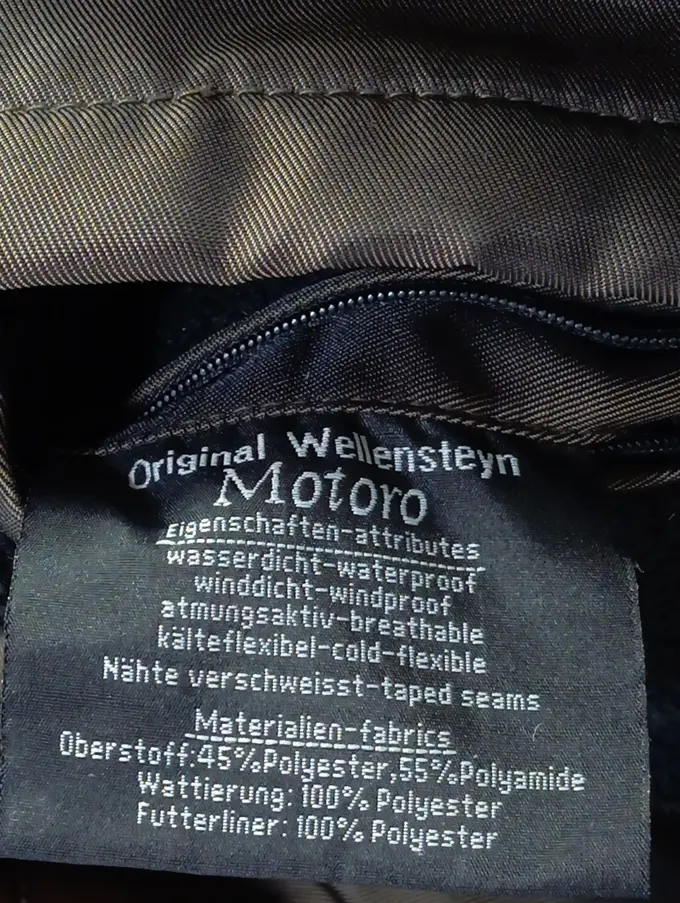 Original Wellensteyn
Motoro
Eigenschaften-attributes
wasserdicht-waterproof
winddicht-windproof
atmungsaktiv-breathable
kälteflexibel-cold-flexible
Nähte verschweisst-taped seams
Materialien-fabrics
Oberstoff:45%Polyester,55%Polyamide
Wattierung: 100% Polyester
Futterliner: 100% Polyester